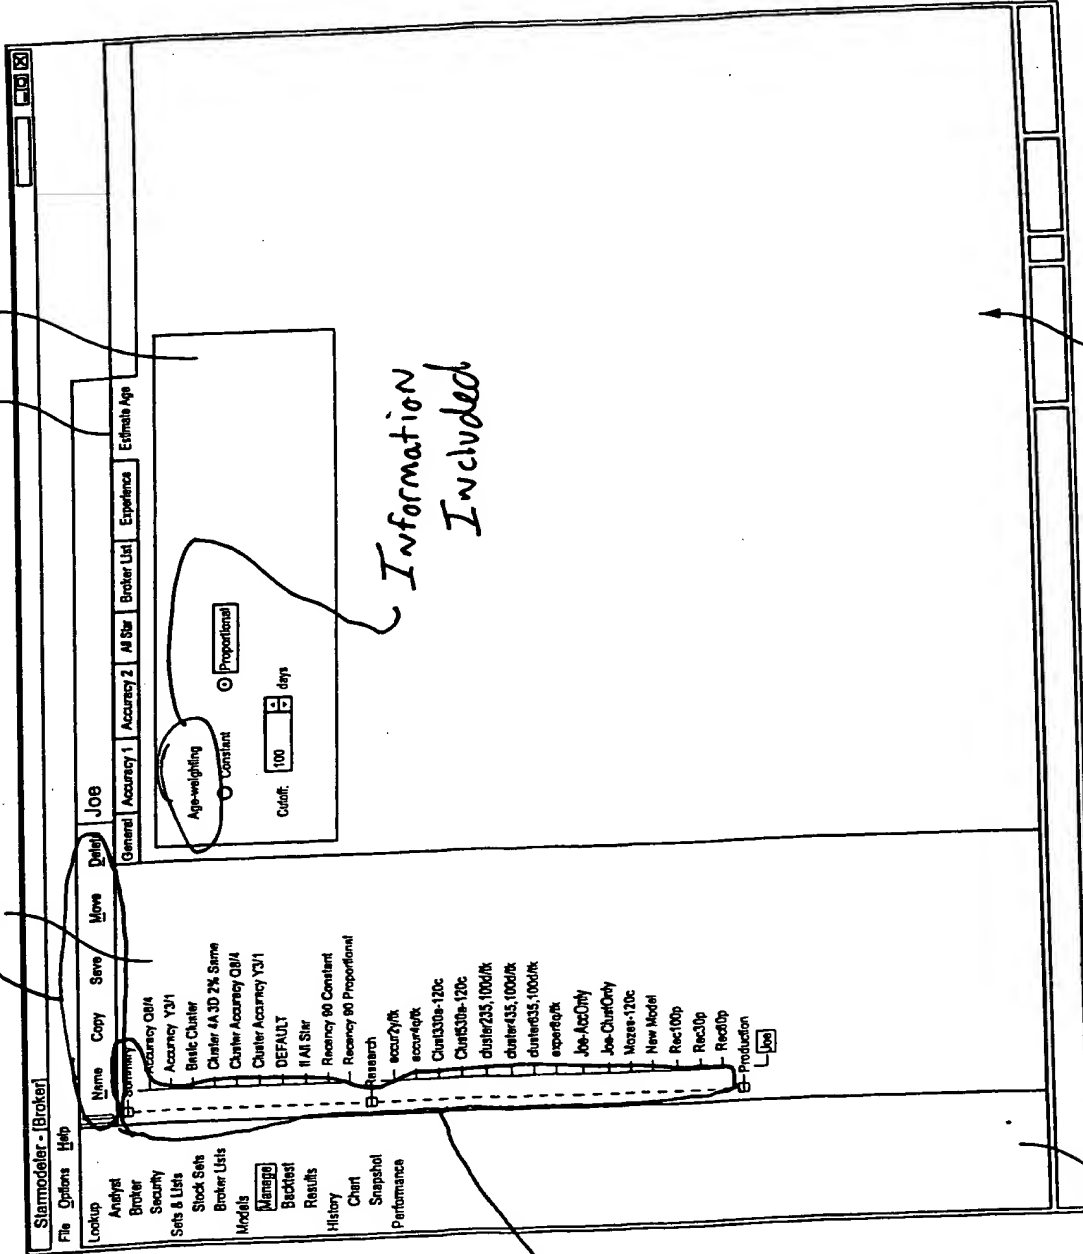 Starmodeler - [Broker]
File Options Help
Lookup
Analyst
Broker
Security
Sets & Lists
Stock Sets
Broker Lists
Models
Manage
Backtest
Results
History
Chart
Snapshot
Performance
Name Copy Save Move Delete
Summary
Accuracy Q8/4
Accuracy Y3/1
Basic Cluster
Cluster 4A 3D 2% Same
Cluster Accuracy Q8/4
Cluster Accuracy Y3/1
DEFAULT
II All Star
Recency 90 Constant
Recency 90 Proportional
Research
accur2y/tk
accur4q/tk
Clust330a-120c
Clust530a-120c
cluster235,100d/tk
cluster435,100d/tk
cluster635,100d/tk
exper8q/tk
Joe-AccOnly
Joe-ClustOnly
Mozes-120c
New Model
Rec100p
Rec30p
Rec60p
Production
Joe
Joe
General Accuracy 1 Accuracy 2 All Star Broker List Experience Estimate Age
Age-weighting
Constant Proportional
Cutoff: 100 days
Information
Included